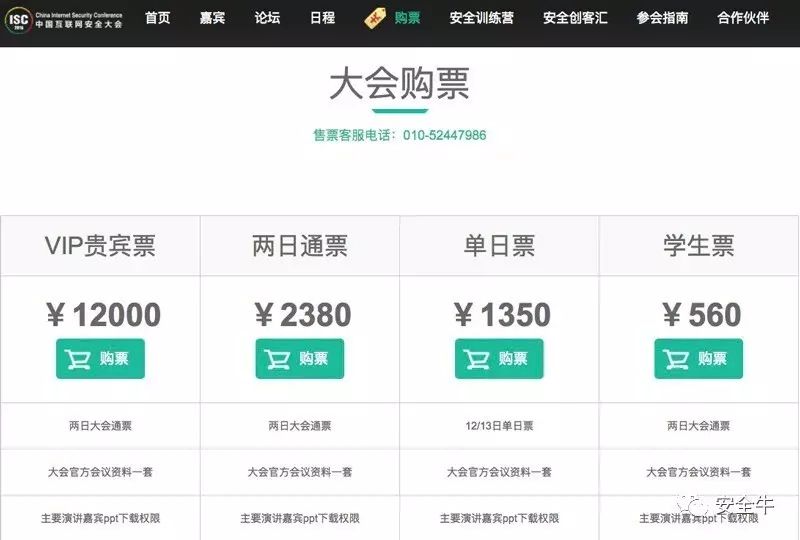 ISC
2016
China Internet Security Conference
中国互联网安全大会
首页 嘉宾 论坛 日程 购票 安全训练营 安全创客汇 参会指南 合作伙伴
大会购票
售票客服电话：010-52447986
VIP贵宾票 两日通票 单日票 学生票
￥12000 ￥2380 ￥1350 ￥560
购票 购票 购票 购票
两日大会通票 两日大会通票 12/13日单日票 两日大会通票
大会官方会议资料一套 大会官方会议资料一套 大会官方会议资料一套 大会官方会议资料一套
主要演讲嘉宾ppt下载权限 主要演讲嘉宾ppt下载权限 主要演讲嘉宾ppt下载权限 主要演讲嘉宾ppt下载权限
安全牛